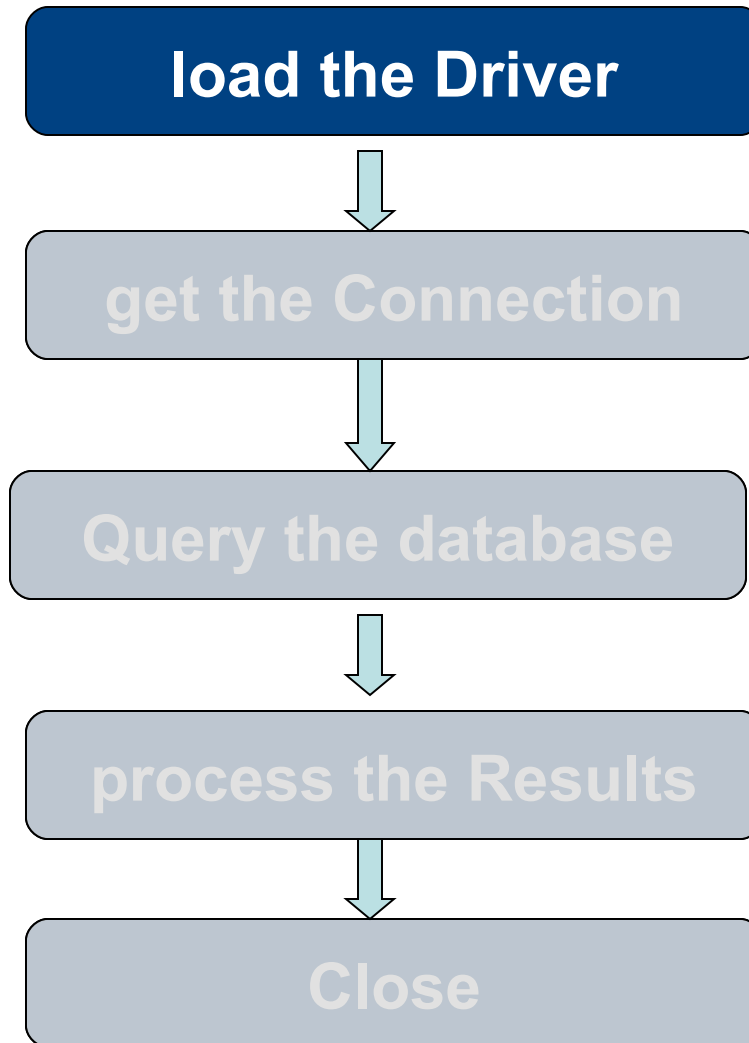 load the Driver
get the Connection
Query the database
process the Results
Close